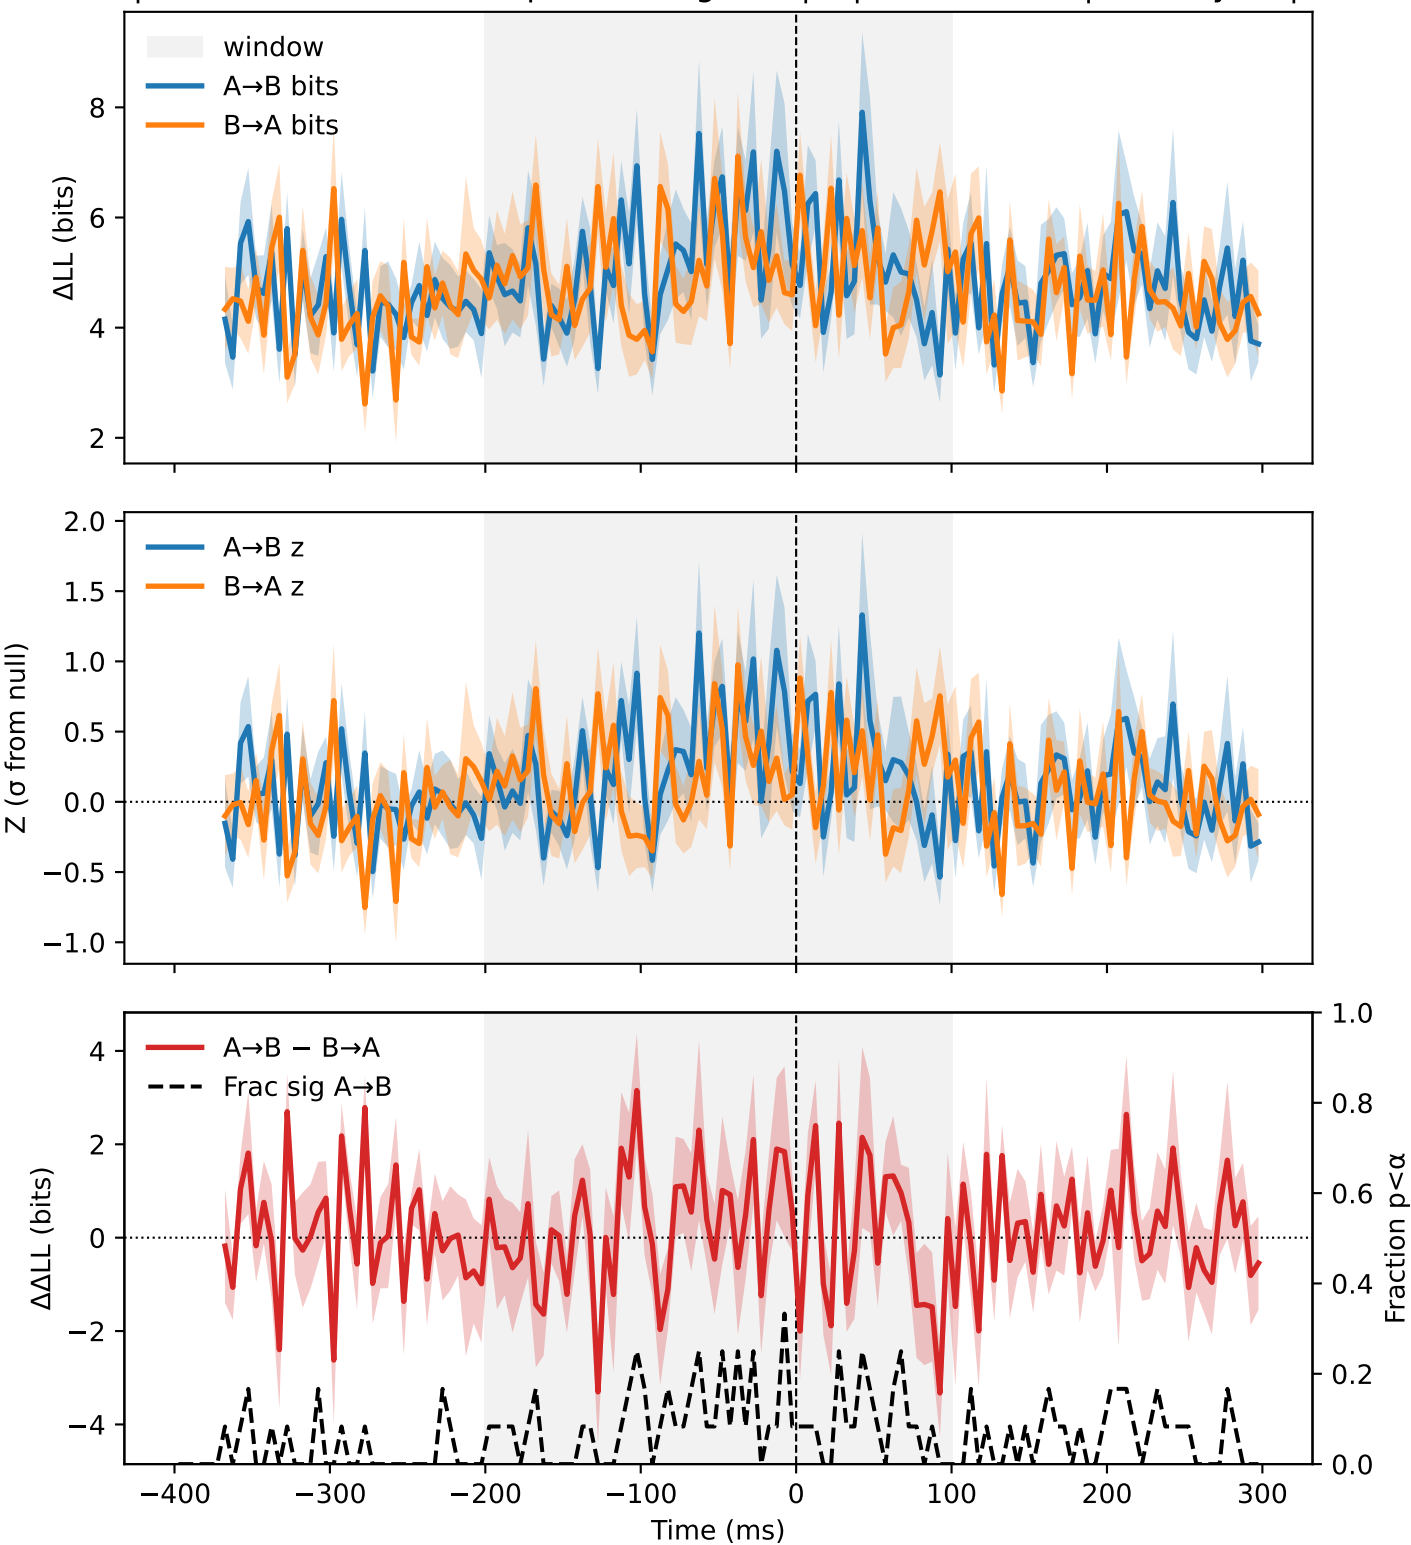 window
A→B bits
B→A bits
8
6
4
2
ΔLL (bits)
A→B z
B→A z
2.0
1.5
1.0
0.5
0.0
−0.5
−1.0
Z (σ from null)
A→B − B→A
Frac sig A→B
4
2
0
−2
−4
ΔΔLL (bits)
1.0
0.8
0.6
0.4
0.2
0.0
Fraction p<α
−400 −300 −200 −100 0 100 200 300
Time (ms)